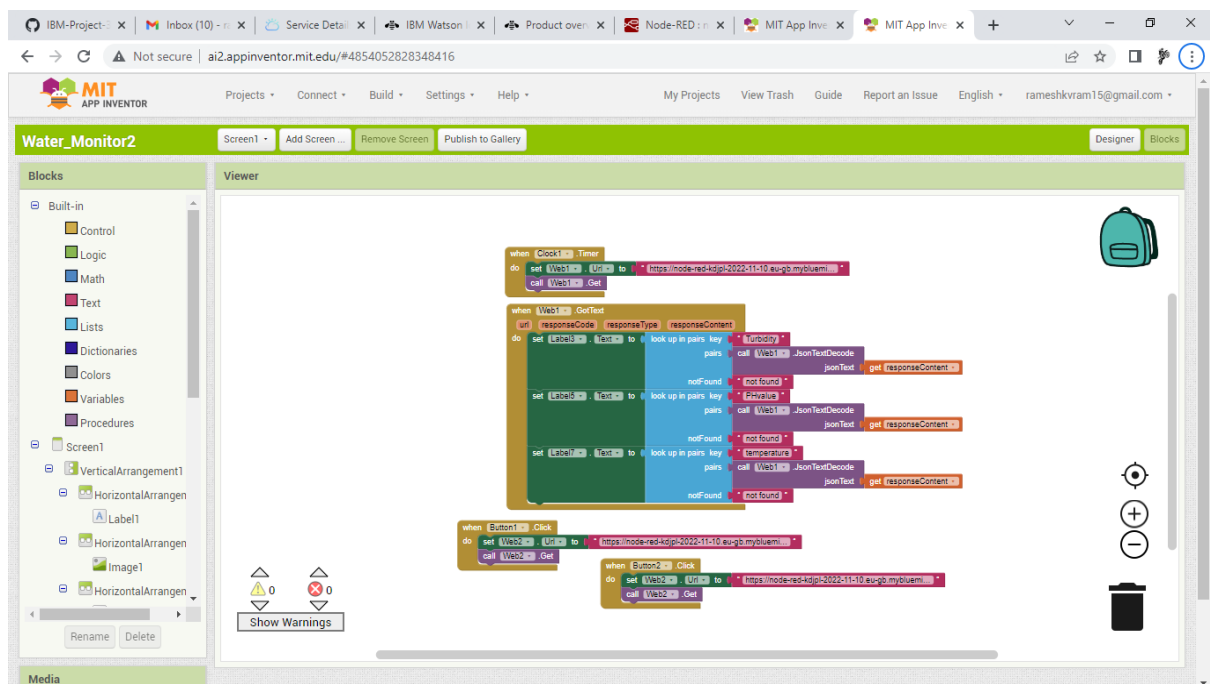 IBM-Project- Inbox (10) Service Detail IBM Watson Product over Node-RED : MIT App Inve MIT App Inve
Not secure ai2.appinventor.mit.edu/#4854052828348416
MIT
APP INVENTOR
Projects Connect Build Settings Help My Projects View Trash Guide Report an Issue English rameshkvram15@gmail.com
Water_Monitor2 Screen1 Add Screen ... Remove Screen Publish to Gallery Designer Blocks
Blocks Viewer
Built-in
Control
Logic
Math
Text
Lists
Dictionaries
Colors
Variables
Procedures
Screen1
VerticalArrangement1
HorizontalArrangen
Label1
HorizontalArrangen
Image1
HorizontalArrangen
Rename Delete
Media
when Clock1 .Timer
do set Web1 . Url to " https://node-red-kdjpl-2022-11-10.eu-gb.mybluemi... "
call Web1 .Get
when Web1 .GotText
url responseCode responseType responseContent
do set Label3 . Text to look up in pairs key " Turbidity "
pairs call Web1 .JsonTextDecode
jsonText get responseContent
notFound " not found "
set Label5 . Text to look up in pairs key " PHvalue "
pairs call Web1 .JsonTextDecode
jsonText get responseContent
notFound " not found "
set Label7 . Text to look up in pairs key " temperature "
pairs call Web1 .JsonTextDecode
jsonText get responseContent
notFound " not found "
when Button1 .Click
do set Web2 . Url to " https://node-red-kdjpl-2022-11-10.eu-gb.mybluemi... "
call Web2 .Get
when Button2 .Click
do set Web2 . Url to " https://node-red-kdjpl-2022-11-10.eu-gb.mybluemi... "
call Web2 .Get
0 0
Show Warnings